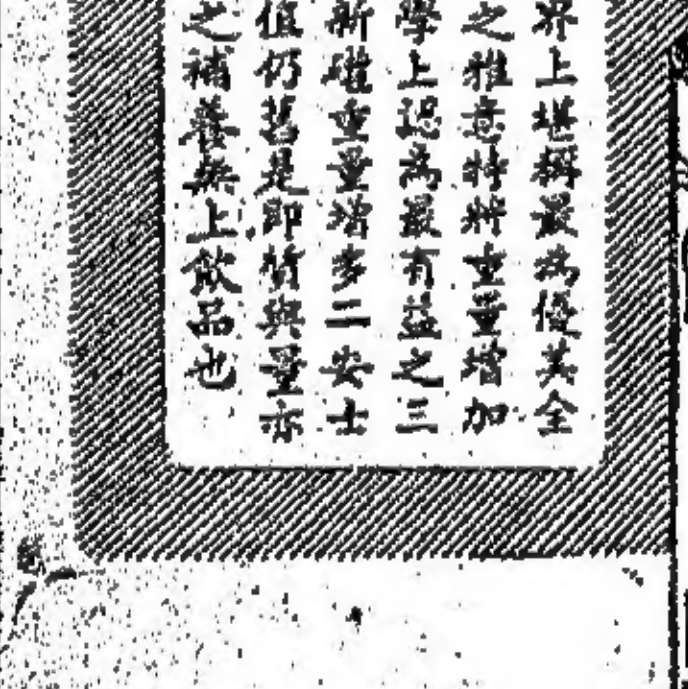 界上堪稱最為優美全
之雅意特將重量增加
學上認為最有益之三
新磁重量增多二安士
值仍舊是即質與量亦
之補養無上飲品也